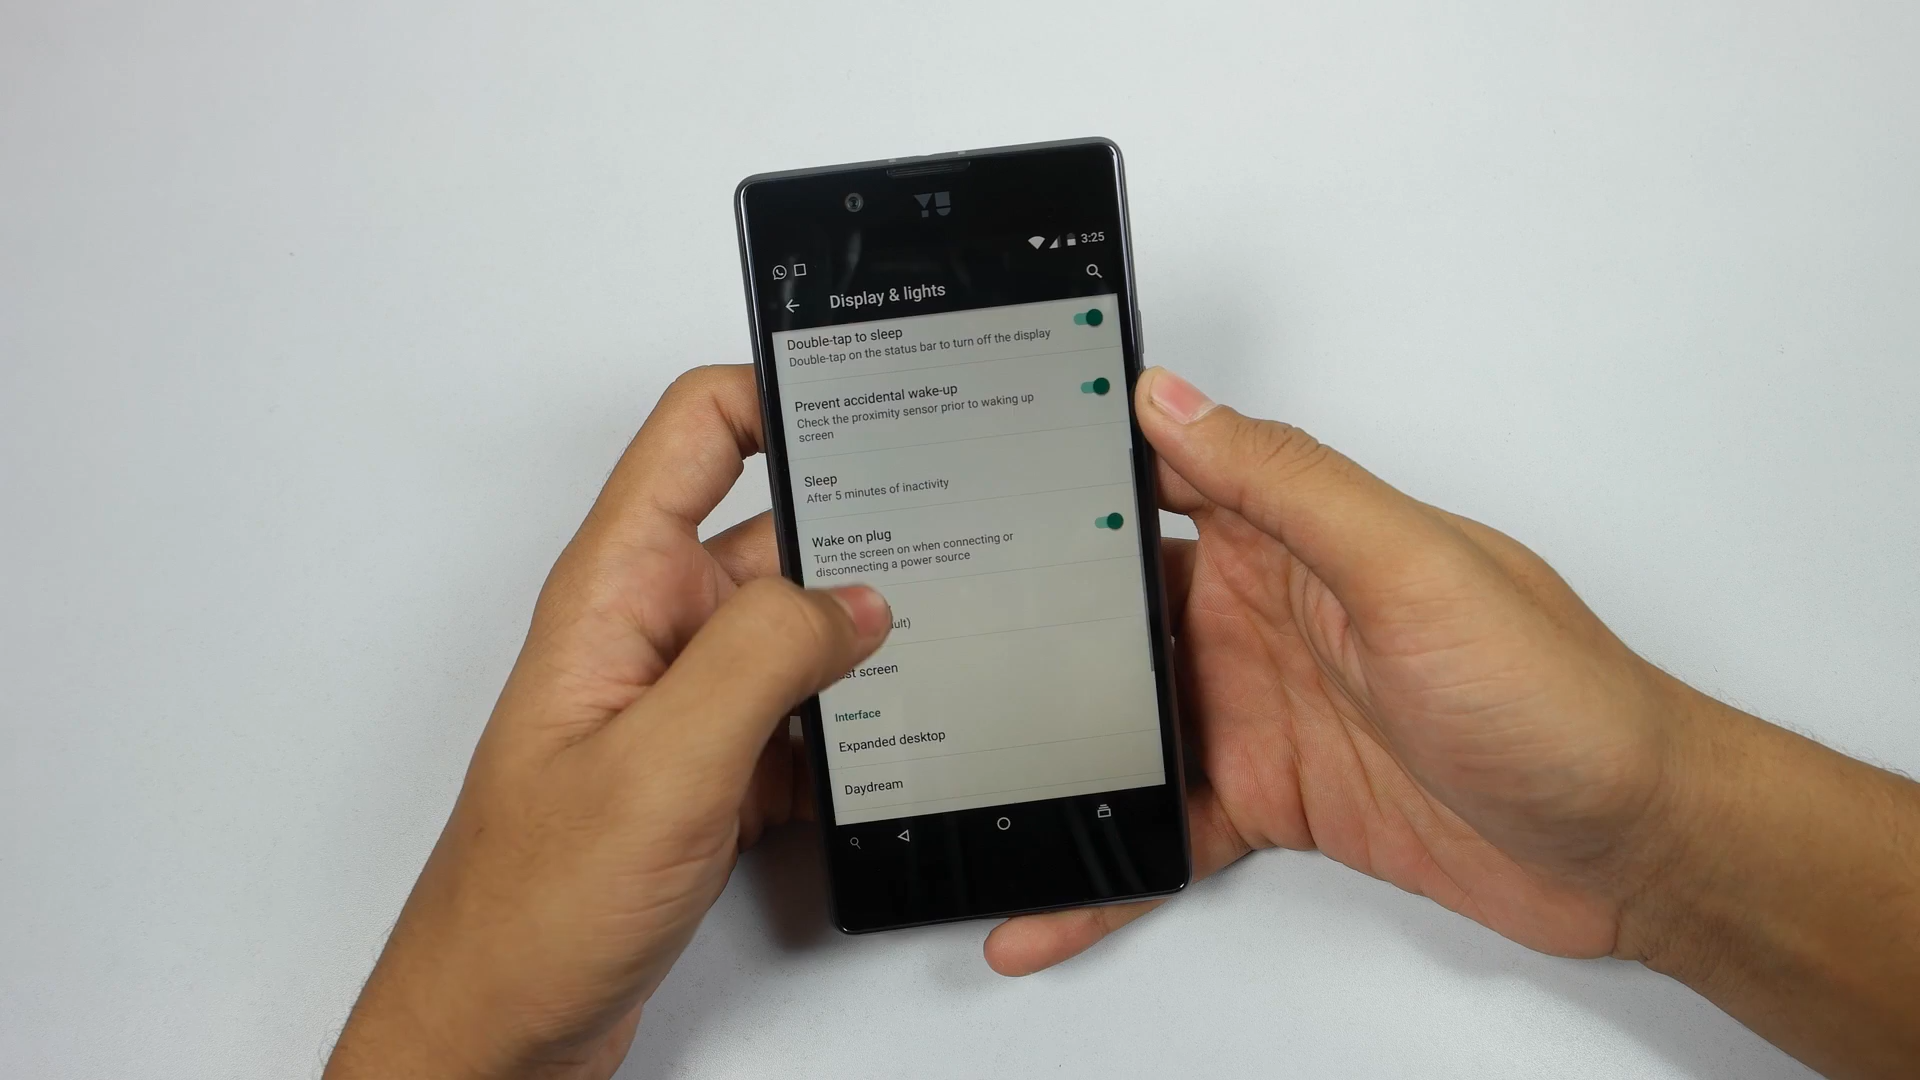 YU
3:25
Display & lights
Double-tap to sleep
Double-tap on the status bar to turn off the display
Prevent accidental wake-up
Check the proximity sensor prior to waking up
screen
Sleep
After 5 minutes of inactivity
Wake on plug
Turn the screen on when connecting or
disconnecting a power source
screen
Interface
Expanded desktop
Daydream